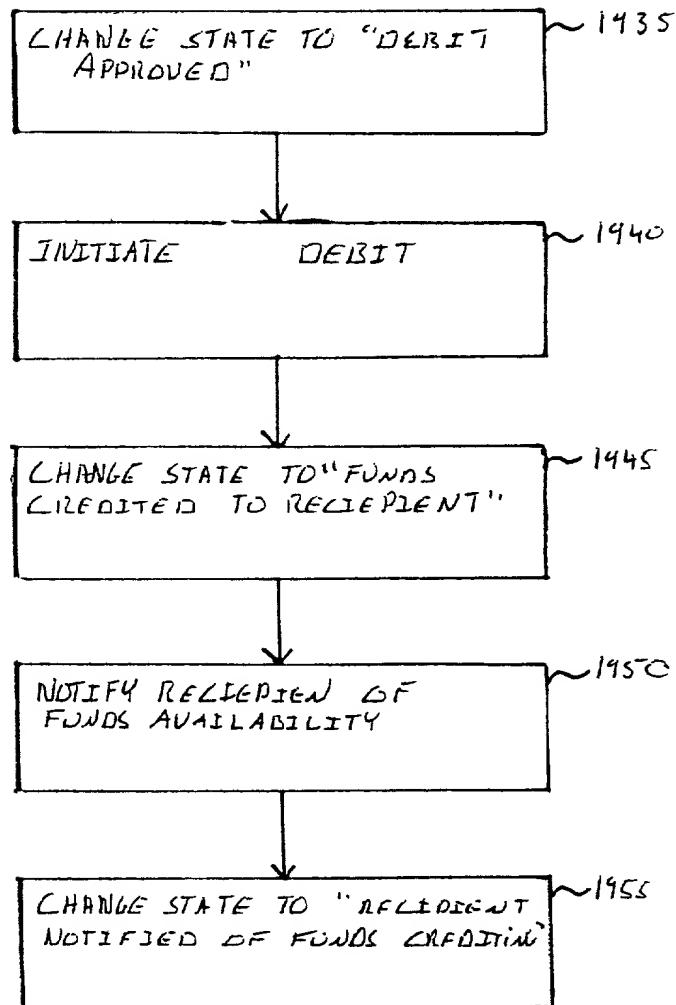 CHANGE STATE TO "DEBIT
APPROVED"
1935
INITIATE DEBIT
1940
CHANGE STATE TO "FUNDS
CREDITED TO RECIEPIENT"
1945
NOTIFY RECIEPIEN OF
FUNDS AVAILABILITY
1950
CHANGE STATE TO "RECIPIENT
NOTIFIED OF FUNDS CREDITIN"
1955